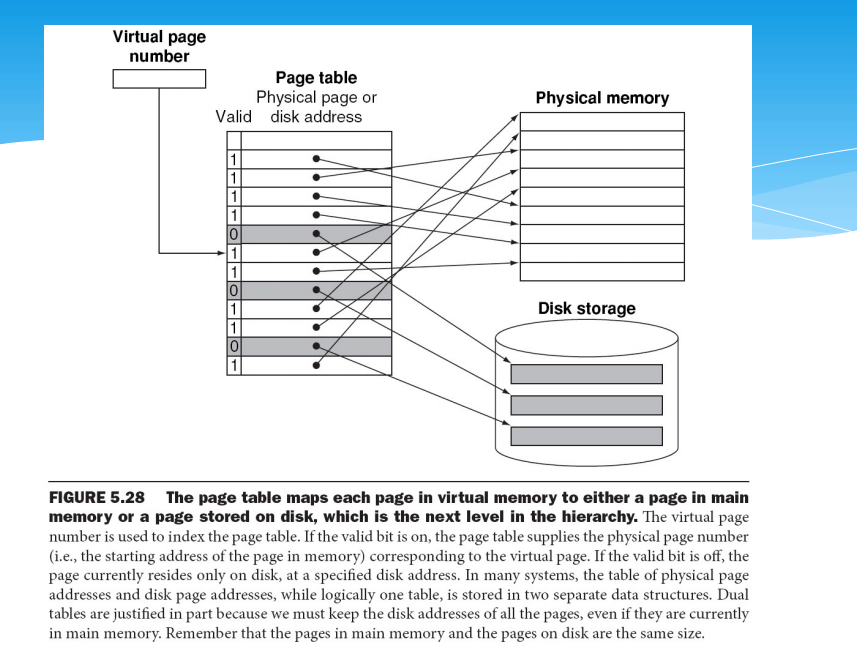 Virtual page
number
Page table
Physical page or
Valid disk address
Physical memory
1
1
1
1
0
1
1
0
1
1
0
1
Disk storage
FIGURE 5.28 The page table maps each page in virtual memory to either a page in main
memory or a page stored on disk, which is the next level in the hierarchy. The virtual page
number is used to index the page table. If the valid bit is on, the page table supplies the physical page number
(i.e., the starting address of the page in memory) corresponding to the virtual page. If the valid bit is off, the
page currently resides only on disk, at a specified disk address. In many systems, the table of physical page
addresses and disk page addresses, while logically one table, is stored in two separate data structures. Dual
tables are justified in part because we must keep the disk addresses of all the pages, even if they are currently
in main memory. Remember that the pages in main memory and the pages on disk are the same size.